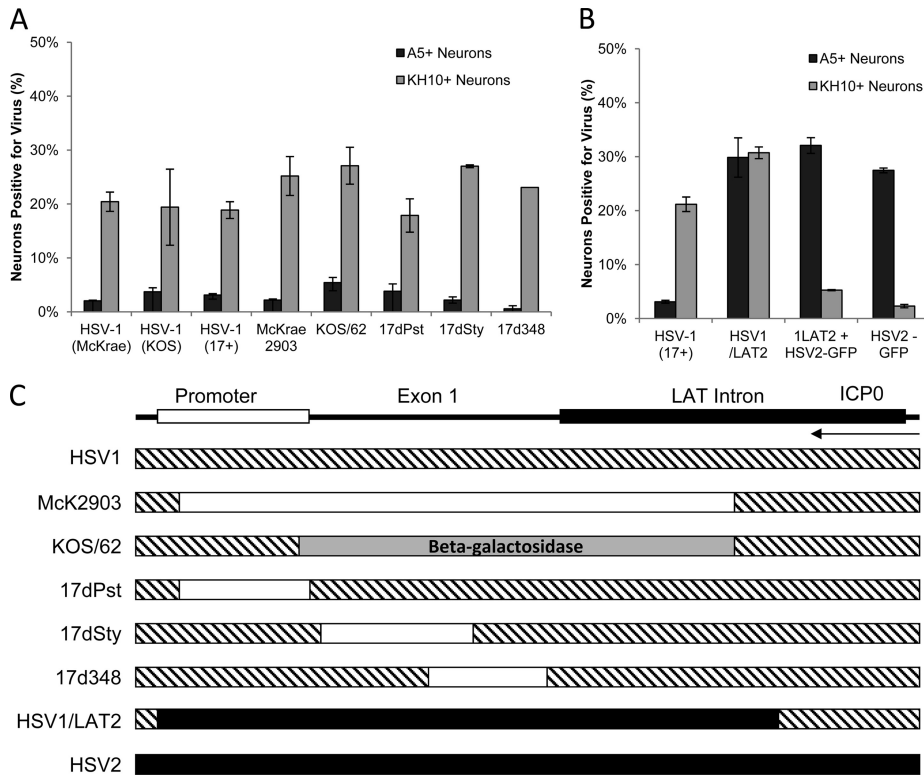 A
50%
40%
30%
20%
10%
0%
Neurons Positive for Virus (%)
A5+ Neurons
KH10+ Neurons
HSV-1 (McKrae)
HSV-1 (KOS)
HSV-1 (17+)
McKrae 2903
KOS/62
17dPst
17dSty
17d348
B
50%
40%
30%
20%
10%
0%
Neurons Positive for Virus (%)
A5+ Neurons
KH10+ Neurons
HSV-1 (17+)
HSV1 /LAT2
1LAT2 + HSV2-GFP
HSV2 - GFP
C
Promoter
Exon 1
LAT Intron
ICP0
HSV1
McK2903
KOS/62
Beta-galactosidase
17dPst
17dSty
17d348
HSV1/LAT2
HSV2